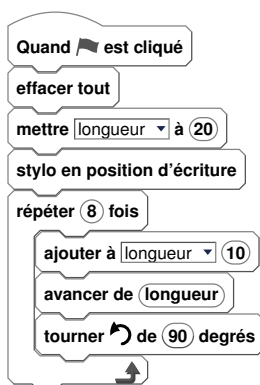 Quand est cliqué
effacer tout
mettre longueur à 20
stylo en position d'écriture
répéter 8 fois
ajouter à longueur 10
avancer de longueur
tourner de 90 degrés